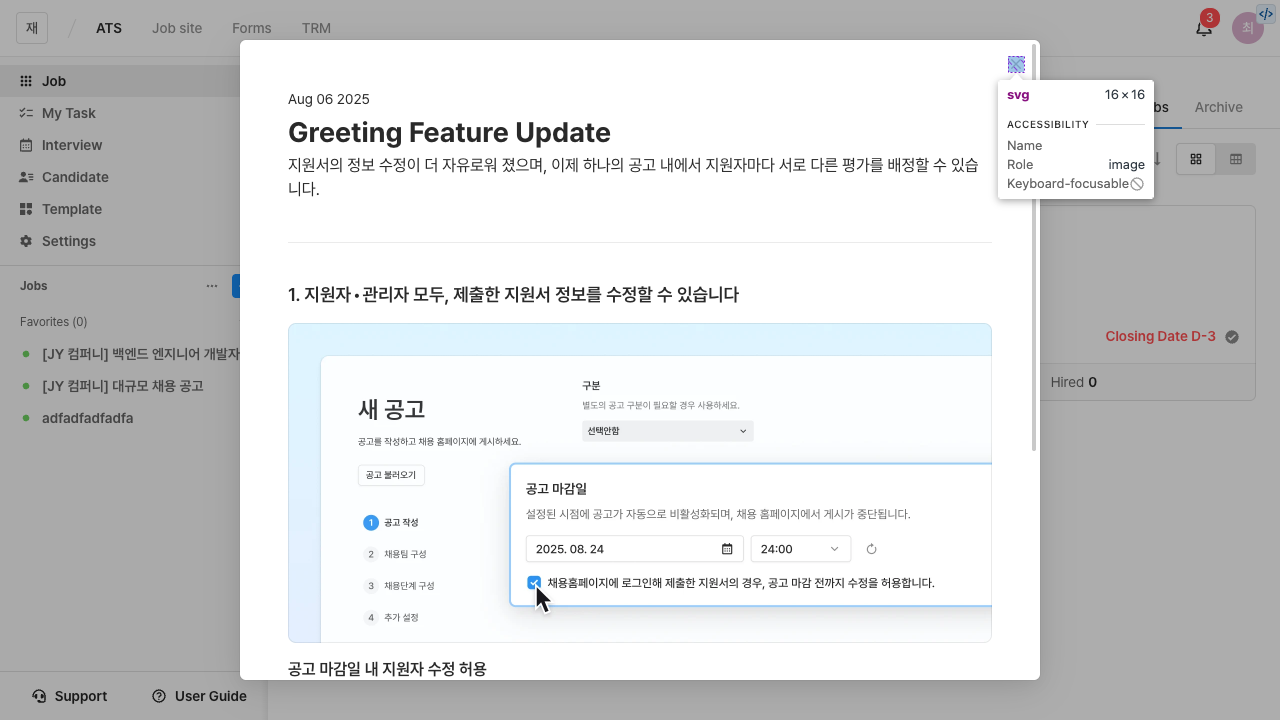 재
ATS
Job site
Forms
TRM
3
최
</>
Job
My Task
Interview
Candidate
Template
Settings
Jobs
Favorites (0)
[JY 컴퍼니] 백엔드 엔지니어 개발자
[JY 컴퍼니] 대규모 채용 공고
adfadfadfadfa
Support
User Guide
Archive
Closing Date D-3
Hired 0
svg 16×16
ACCESSIBILITY
Name
Role image
Keyboard-focusable
Aug 06 2025
Greeting Feature Update
지원서의 정보 수정이 더 자유로워 졌으며, 이제 하나의 공고 내에서 지원자마다 서로 다른 평가를 배정할 수 있습
니다.
1. 지원자•관리자 모두, 제출한 지원서 정보를 수정할 수 있습니다
새 공고
공고를 작성하고 채용 홈페이지에 게시하세요.
공고 불러오기
1 공고 작성
2 채용팀 구성
3 채용단계 구성
4 추가 설정
구분
별도의 공고 구분이 필요할 경우 사용하세요.
선택안함
공고 마감일
설정된 시점에 공고가 자동으로 비활성화되며, 채용 홈페이지에서 게시가 중단됩니다.
2025. 08. 24
24:00
채용홈페이지에 로그인해 제출한 지원서의 경우, 공고 마감 전까지 수정을 허용합니다.
공고 마감일 내 지원자 수정 허용